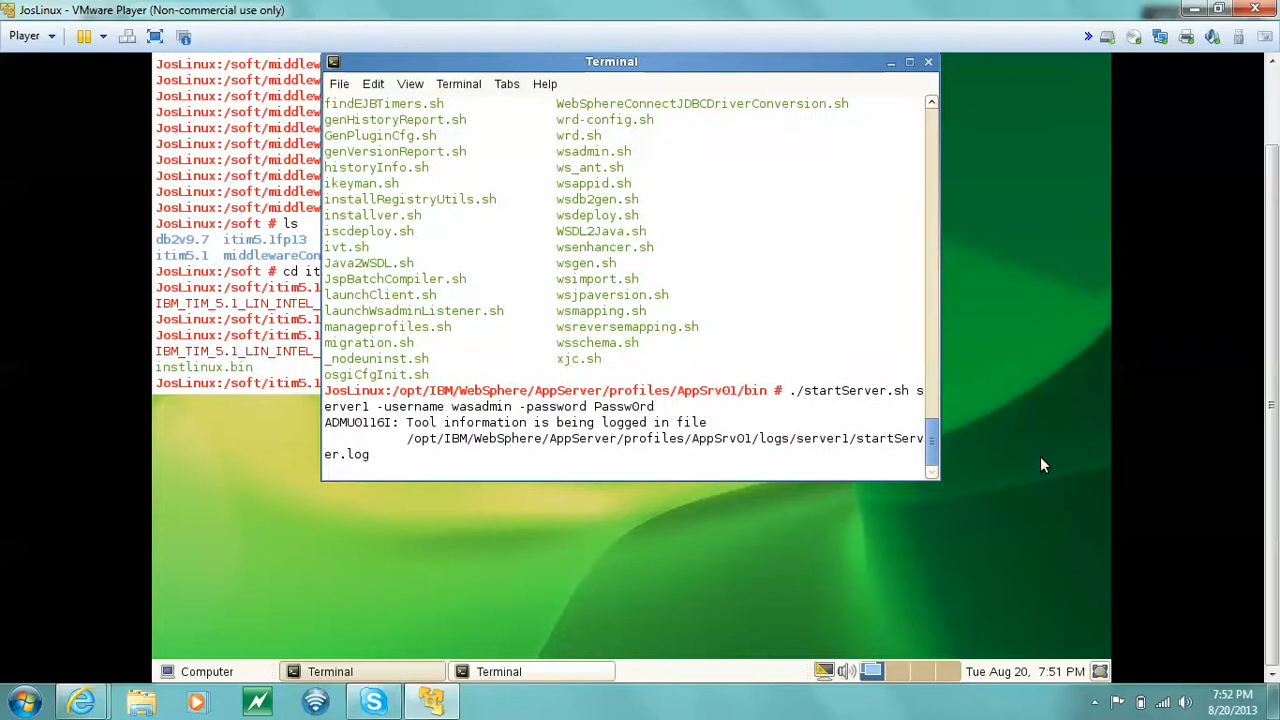 JosLinux - VMware Player (Non-commercial use only)
Player
JosLinux:/soft/middlew
JosLinux:/soft/middlew
JosLinux:/soft/middlew
JosLinux:/soft/middlew
JosLinux:/soft/middlew
JosLinux:/soft/middlew
JosLinux:/soft/middlew
JosLinux:/soft/middlew
JosLinux:/soft/middlew
JosLinux:/soft/middlew
JosLinux:/soft # ls
db2v9.7 itim5.1fp13
itim5.1 middlewareCon
JosLinux:/soft # cd it
JosLinux:/soft/itim5.1
IBM_TIM_5.1_LIN_INTEL_
JosLinux:/soft/itim5.1
JosLinux:/soft/itim5.1
IBM_TIM_5.1_LIN_INTEL_
instlinux.bin
JosLinux:/soft/itim5.1
Terminal
File Edit View Terminal Tabs Help
findEJBTimers.sh WebSphereConnectJDBCDriverConversion.sh
genHistoryReport.sh wrd-config.sh
GenPluginCfg.sh wrd.sh
genVersionReport.sh wsadmin.sh
historyInfo.sh ws_ant.sh
ikeyman.sh wsappid.sh
installRegistryUtils.sh wsdb2gen.sh
installver.sh wsdeploy.sh
iscdeploy.sh WSDL2Java.sh
ivt.sh wsenhancer.sh
Java2WSDL.sh wsgen.sh
JspBatchCompiler.sh wsimport.sh
launchClient.sh wsjpaversion.sh
launchWsadminListener.sh wsmapping.sh
manageprofiles.sh wsreversemapping.sh
migration.sh wsschema.sh
_nodeuninst.sh xjc.sh
osgiCfgInit.sh
JosLinux:/opt/IBM/WebSphere/AppServer/profiles/AppSrv01/bin # ./startServer.sh s
erver1 -username wasadmin -password Passw0rd
ADMU0116I: Tool information is being logged in file
/opt/IBM/WebSphere/AppServer/profiles/AppSrv01/logs/server1/startServ
er.log
Computer Terminal Terminal Tue Aug 20, 7:51 PM
7:52 PM
8/20/2013